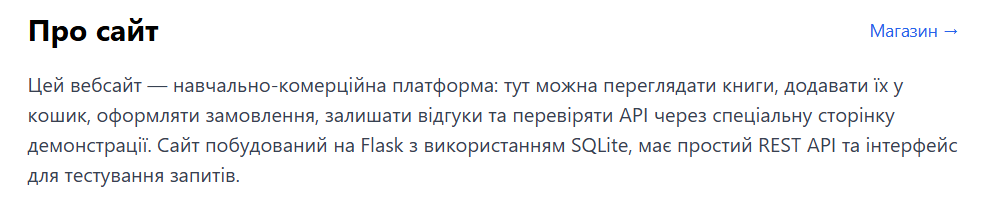 Про сайт
Магазин →
Цей вебсайт — навчально-комерційна платформа: тут можна переглядати книги, додавати їх у
кошик, оформляти замовлення, залишати відгуки та перевіряти API через спеціальну сторінку
демонстрації. Сайт побудований на Flask з використанням SQLite, має простий REST API та інтерфейс
для тестування запитів.